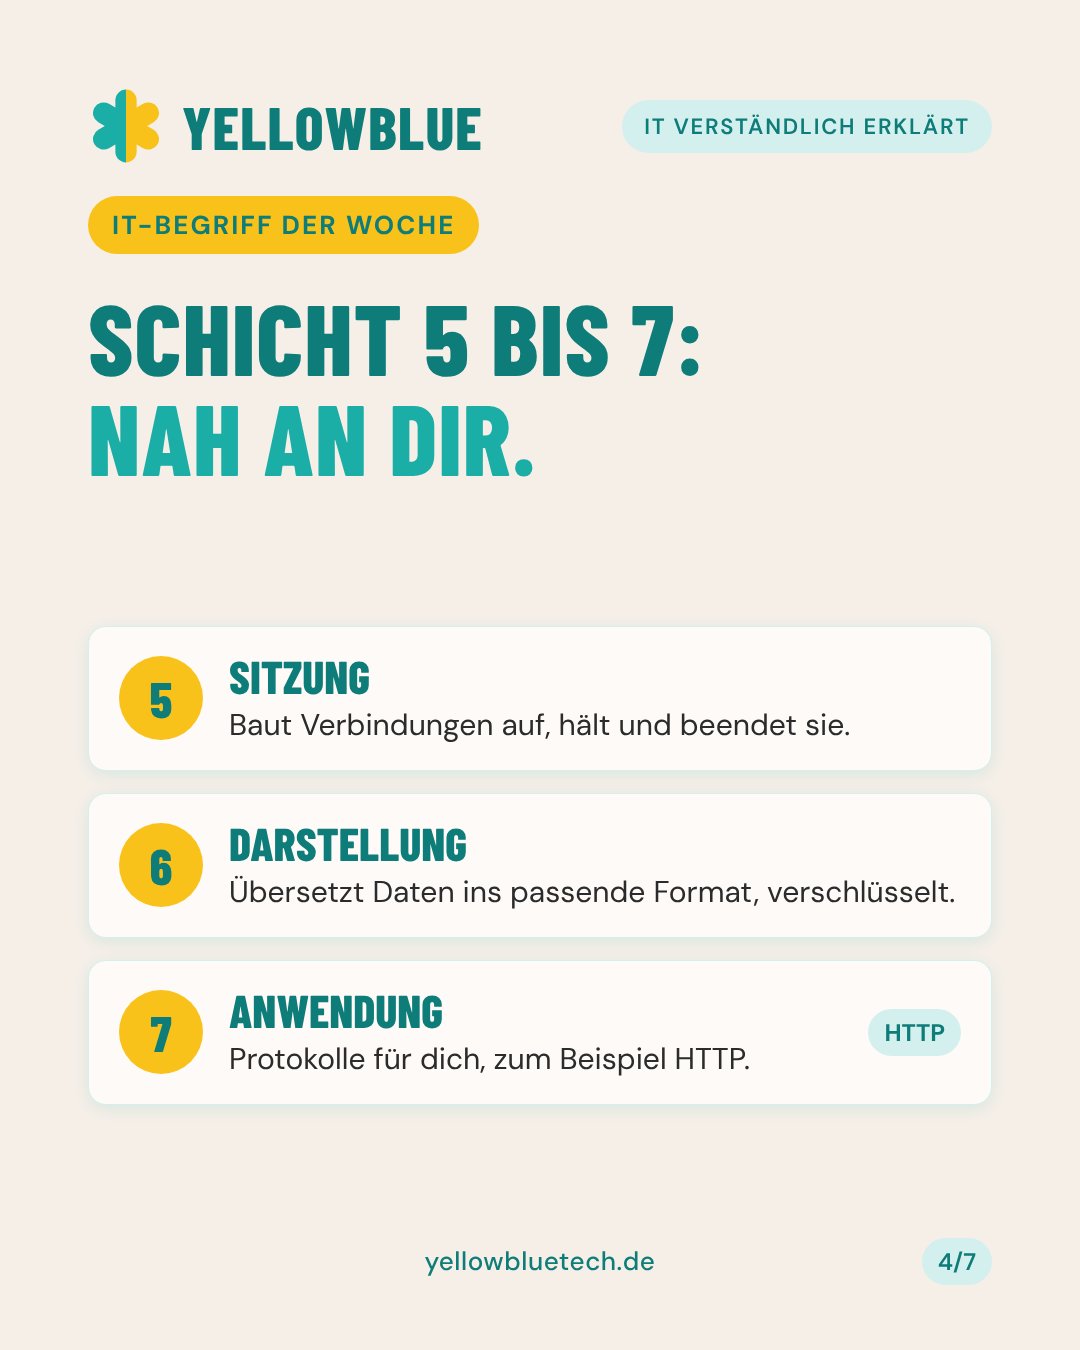 YELLOWBLUE
IT VERSTÄNDLICH ERKLÄRT
IT-BEGRIFF DER WOCHE
SCHICHT 5 BIS 7:
NAH AN DIR.
5
SITZUNG
Baut Verbindungen auf, hält und beendet sie.
6
DARSTELLUNG
Übersetzt Daten ins passende Format, verschlüsselt.
7
ANWENDUNG
Protokolle für dich, zum Beispiel HTTP.
HTTP
yellowbluetech.de
4/7